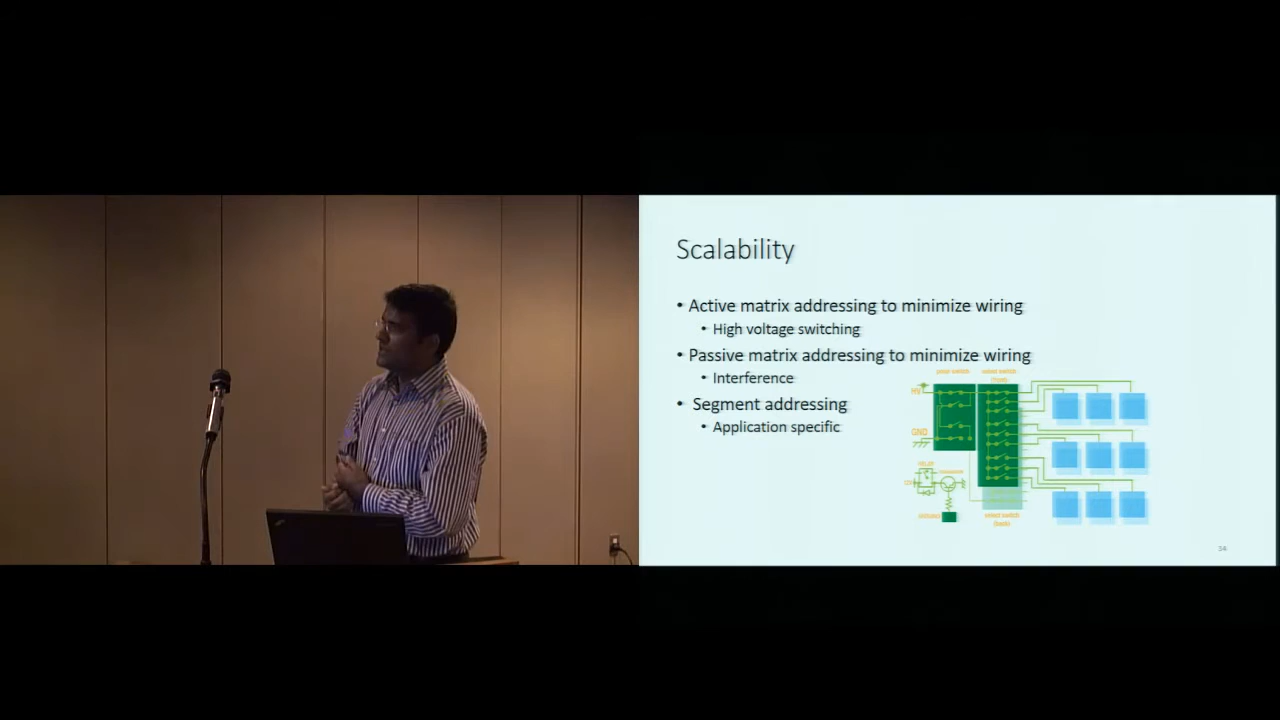 Scalability
• Active matrix addressing to minimize wiring
• High voltage switching
• Passive matrix addressing to minimize wiring
• Interference
• Segment addressing
• Application specific
HV
GND
34